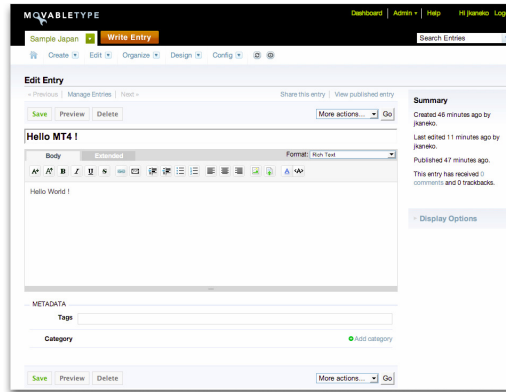 MOVABLETYPE
Dashboard | Admin | Help Hi jkaneko
Sample Japan Write Entry Search Entries
Create Edit Organize Design Config
Edit Entry
« Previous | Manage Entries | Next » Share this entry | View published entry
Save Preview Delete More actions... Go
Hello MT4 !
Body Extended Format: Rich Text
A+ A- B I U S A <A>
Hello World !
METADATA
Tags
Category Add category
Save Preview Delete More actions... Go
Summary
Created 46 minutes ago by
jkaneko.
Last edited 11 minutes ago by
jkaneko.
Published 47 minutes ago.
This entry has received 0
comments and 0 trackbacks.
Display Options